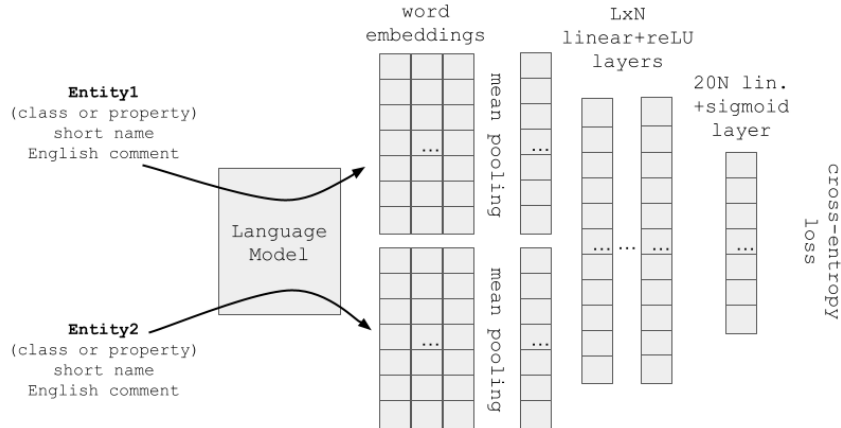 word
embeddings
LxN
linear+reLU
layers
20N lin.
+sigmoid
layer
Entity1
(class or property)
short name
English comment
Language
Model
Entity2
(class or property)
short name
English comment
...
mean pooling
...
...
mean pooling
...
...
...
...
...
cross-entropy
loss